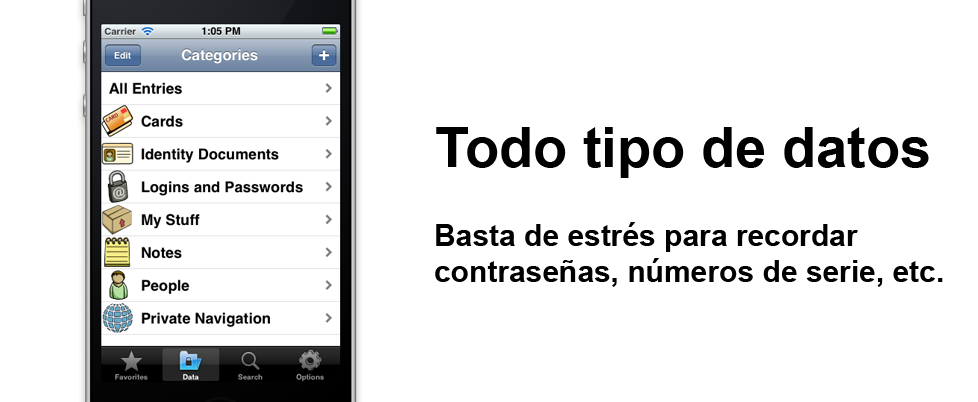 Carrier 1:05 PM
Edit Categories +
All Entries
CARD Cards
Identity Documents
@ Logins and Passwords
My Stuff
Notes
People
Private Navigation
Favorites Data Search Options
Todo tipo de datos
Basta de estrés para recordar
contraseñas, números de serie, etc.